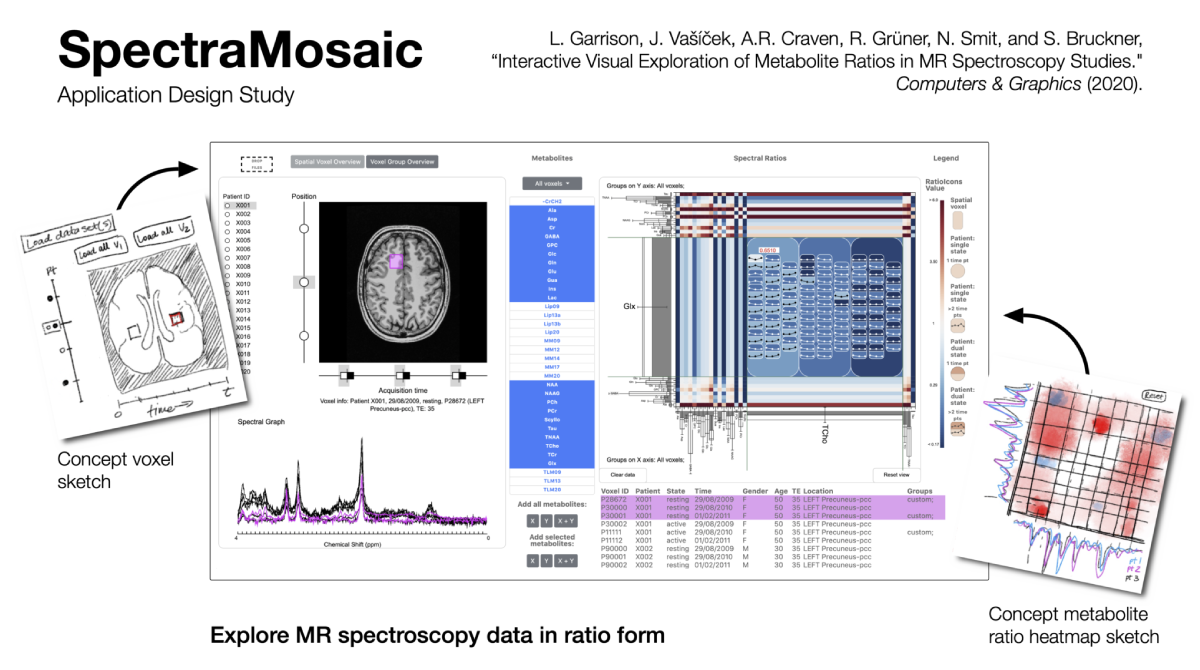 SpectraMosaic
Application Design Study
L. Garrison, J. Vašíček, A.R. Craven, R. Grüner, N. Smit, and S. Bruckner,
“Interactive Visual Exploration of Metabolite Ratios in MR Spectroscopy Studies."
Computers & Graphics (2020).
DROP
FILES
Spatial Voxel Overview
Voxel Group Overview
Metabolites
Spectral Ratios
Legend
Load dataset(s)
Load all V1
Load all V2
Pt
0
time
t
Concept voxel
sketch
Patient ID
X001
X002
X003
X004
X005
X006
X007
X008
X009
X010
X011
X012
X013
X014
X015
X016
X017
018
019
20
Position
Acquisition time
Voxel info: Patient X001, 29/08/2009, resting, P28672 (LEFT
Precuneus-pcc), TE: 35
Spectral Graph
4
0
Chemical Shift (ppm)
All voxels
-CrCH2
Ala
Asp
Cr
GABA
GPC
Glc
Gln
Glu
Gua
Ins
Lac
Lip09
Lip13a
Lip13b
Lip20
MM09
MM12
MM14
MM17
MM20
NAA
NAAG
PCh
PCr
Scyllo
Tau
TNAA
TCho
TCr
Glx
TLM09
TLM13
TLM20
Add all metabolites:
X Y X + Y
Add selected
metabolites:
X Y X + Y
Groups on Y axis: All voxels;
0.6010
Glx
TCho
Groups on X axis: All voxels;
Clear data
Reset view
RatioIcons
Value
Spatial
voxel
Patient:
single
state
1 time pt
Patient:
single
state
>2 time
pts
Patient:
dual
state
1 time pt
Patient:
dual
state
>2 time
pts
1
Voxel ID Patient State Time Gender Age TE Location Groups
P28672 X001 resting 29/08/2009 F 50 35 LEFT Precuneus-pcc custom;
P30000 X001 resting 29/08/2010 F 50 35 LEFT Precuneus-pcc
P30001 X001 resting 01/02/2011 F 50 35 LEFT Precuneus-pcc custom;
P30002 X001 active 29/08/2009 F 50 35 LEFT Precuneus-pcc
P11111 X001 active 29/08/2010 F 50 35 LEFT Precuneus-pcc custom;
P11112 X001 active 01/02/2011 F 50 35 LEFT Precuneus-pcc
P90000 X002 resting 29/08/2009 M 30 35 LEFT Precuneus-pcc
P90001 X002 resting 29/08/2010 M 30 35 LEFT Precuneus-pcc
P90002 X002 resting 01/02/2011 M 30 35 LEFT Precuneus-pcc
Reset
pt 1
pt 2
pt 3
Concept metabolite
ratio heatmap sketch
Explore MR spectroscopy data in ratio form